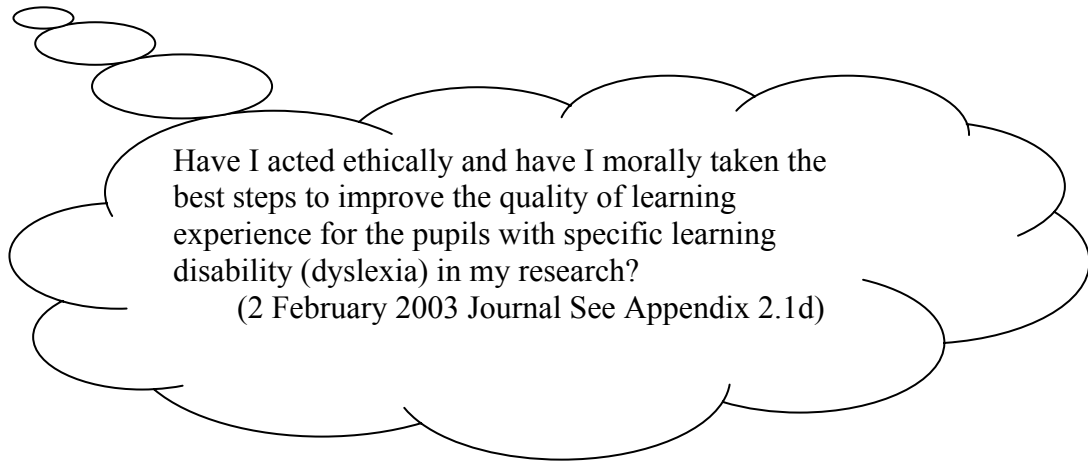 Have I acted ethically and have I morally taken the
best steps to improve the quality of learning
experience for the pupils with specific learning
disability (dyslexia) in my research?
(2 February 2003 Journal See Appendix 2.1d)